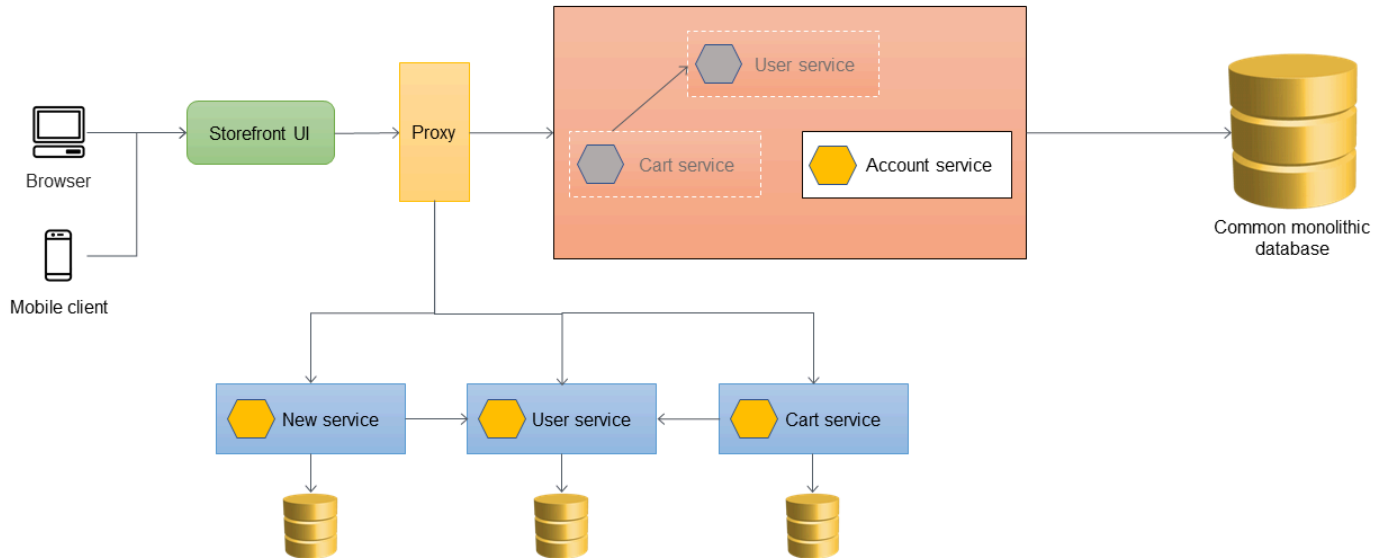 User service
Storefront UI
Proxy
Cart service
Account service
Browser
Common monolithic
database
Mobile client
New service
User service
Cart service